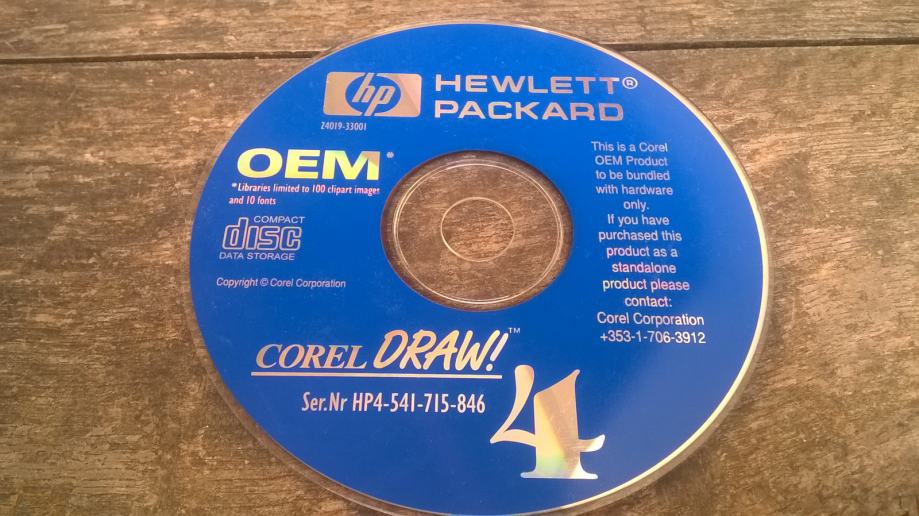 hp HEWLETT®
PACKARD
Z4019-33001
OEM*
*Libraries limited to 100 clipart images
and 10 fonts
COMPACT
disc
DATA STORAGE
Copyright © Corel Corporation
This is a Corel
OEM Product
to be bundled
with hardware
only.
If you have
purchased this
product as a
standalone
product please
contact:
Corel Corporation
+353-1-706-3912
COREL DRAW!™
4
Ser.Nr HP4-541-715-846